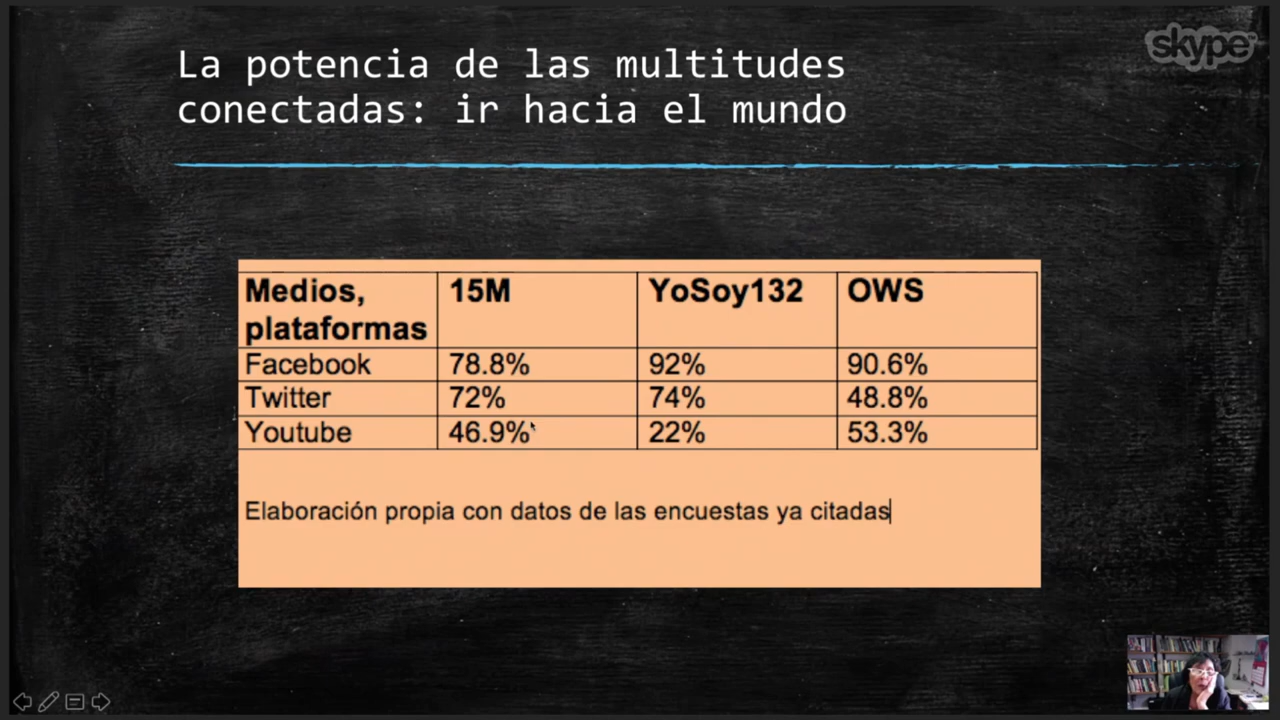 La potencia de las multitudes
conectadas: ir hacia el mundo
skype
Medios, plataformas 15M YoSoy132 OWS
Facebook 78.8% 92% 90.6%
Twitter 72% 74% 48.8%
Youtube 46.9% 22% 53.3%
Elaboración propia con datos de las encuestas ya citadas